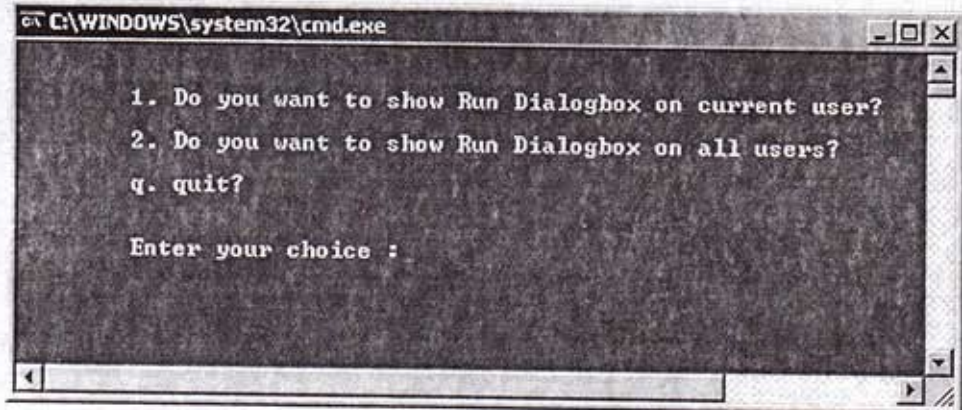 C:\WINDOWS\system32\cmd.exe
1. Do you want to show Run Dialogbox on current user?
2. Do you want to show Run Dialogbox on all users?
q. quit?
Enter your choice :